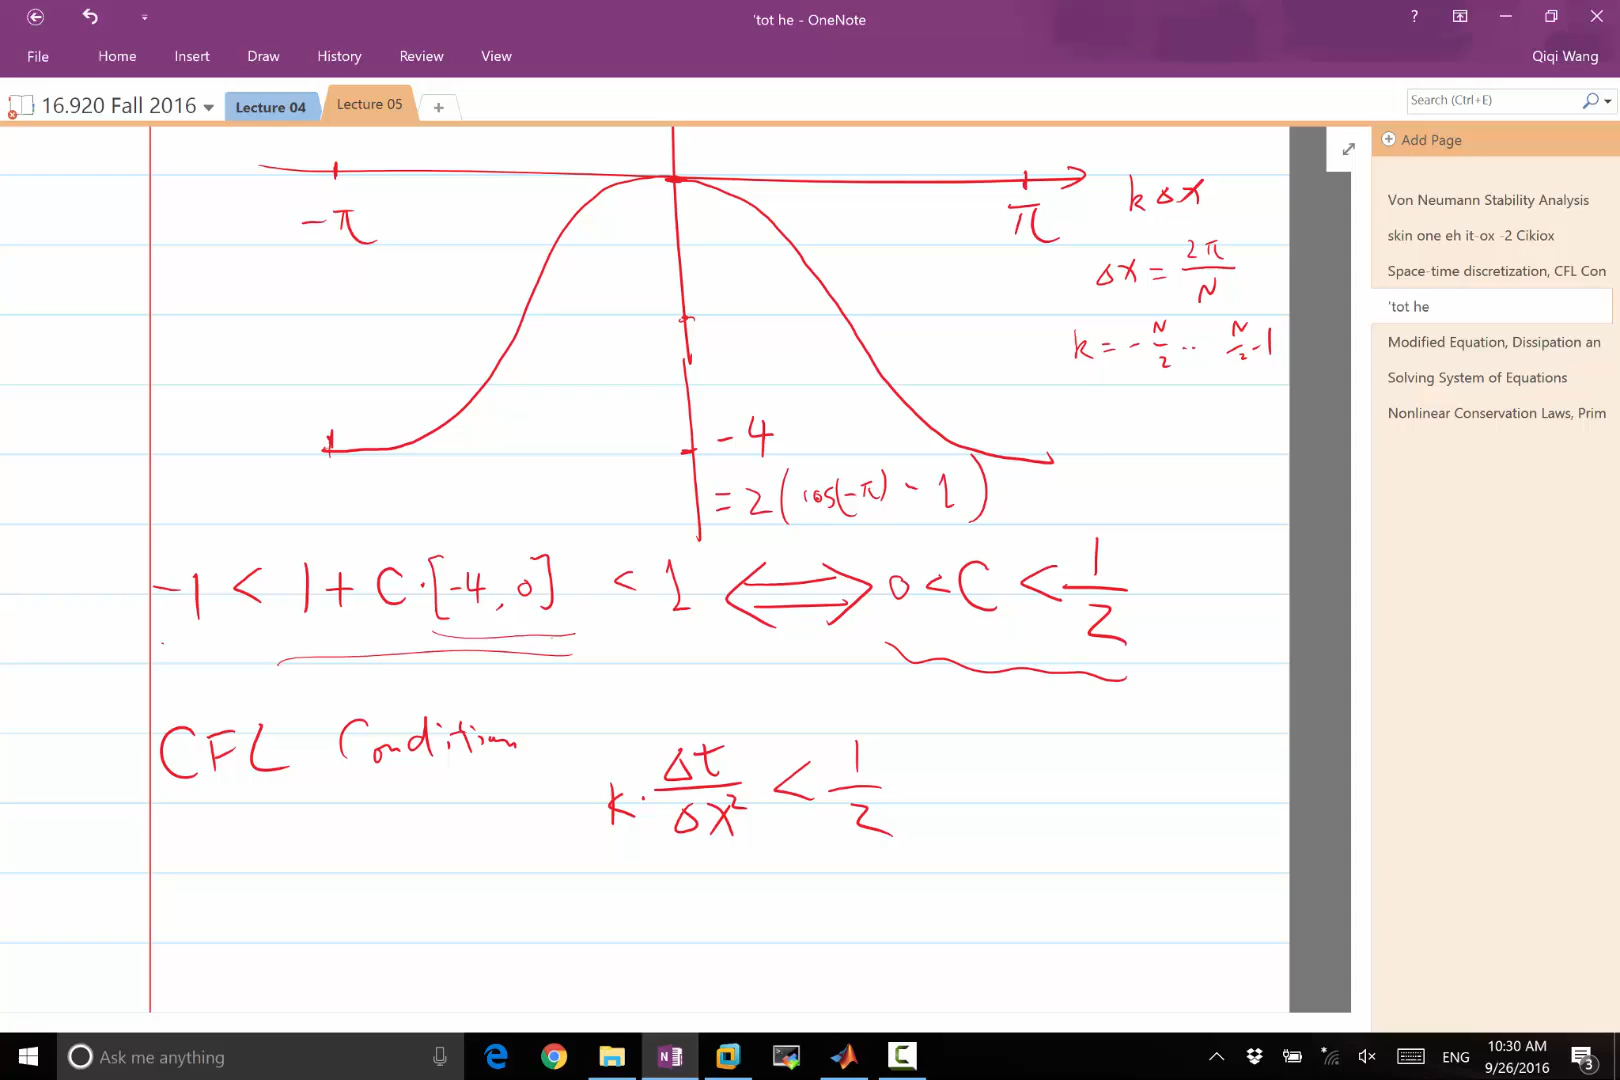 'tot he - OneNote
?
File Home Insert Draw History Review View
Qiqi Wang
16.920 Fall 2016 Lecture 04 Lecture 05 +
Search (Ctrl+E)
Add Page
Von Neumann Stability Analysis
skin one eh it-ox -2 Cikiox
Space-time discretization, CFL Con
'tot he
Modified Equation, Dissipation an
Solving System of Equations
Nonlinear Conservation Laws, Prim
-π π k Δx
Δx = 2π/N
k = -N/2 .. N/2 -1
-4
= 2(cos(-π) - 1)
-1 < 1 + C·[-4, 0] < 1 ⟺ 0 < C < 1/2
CFL Condition
k · Δt/Δx² < 1/2
Ask me anything
N
ENG
10:30 AM
9/26/2016
3